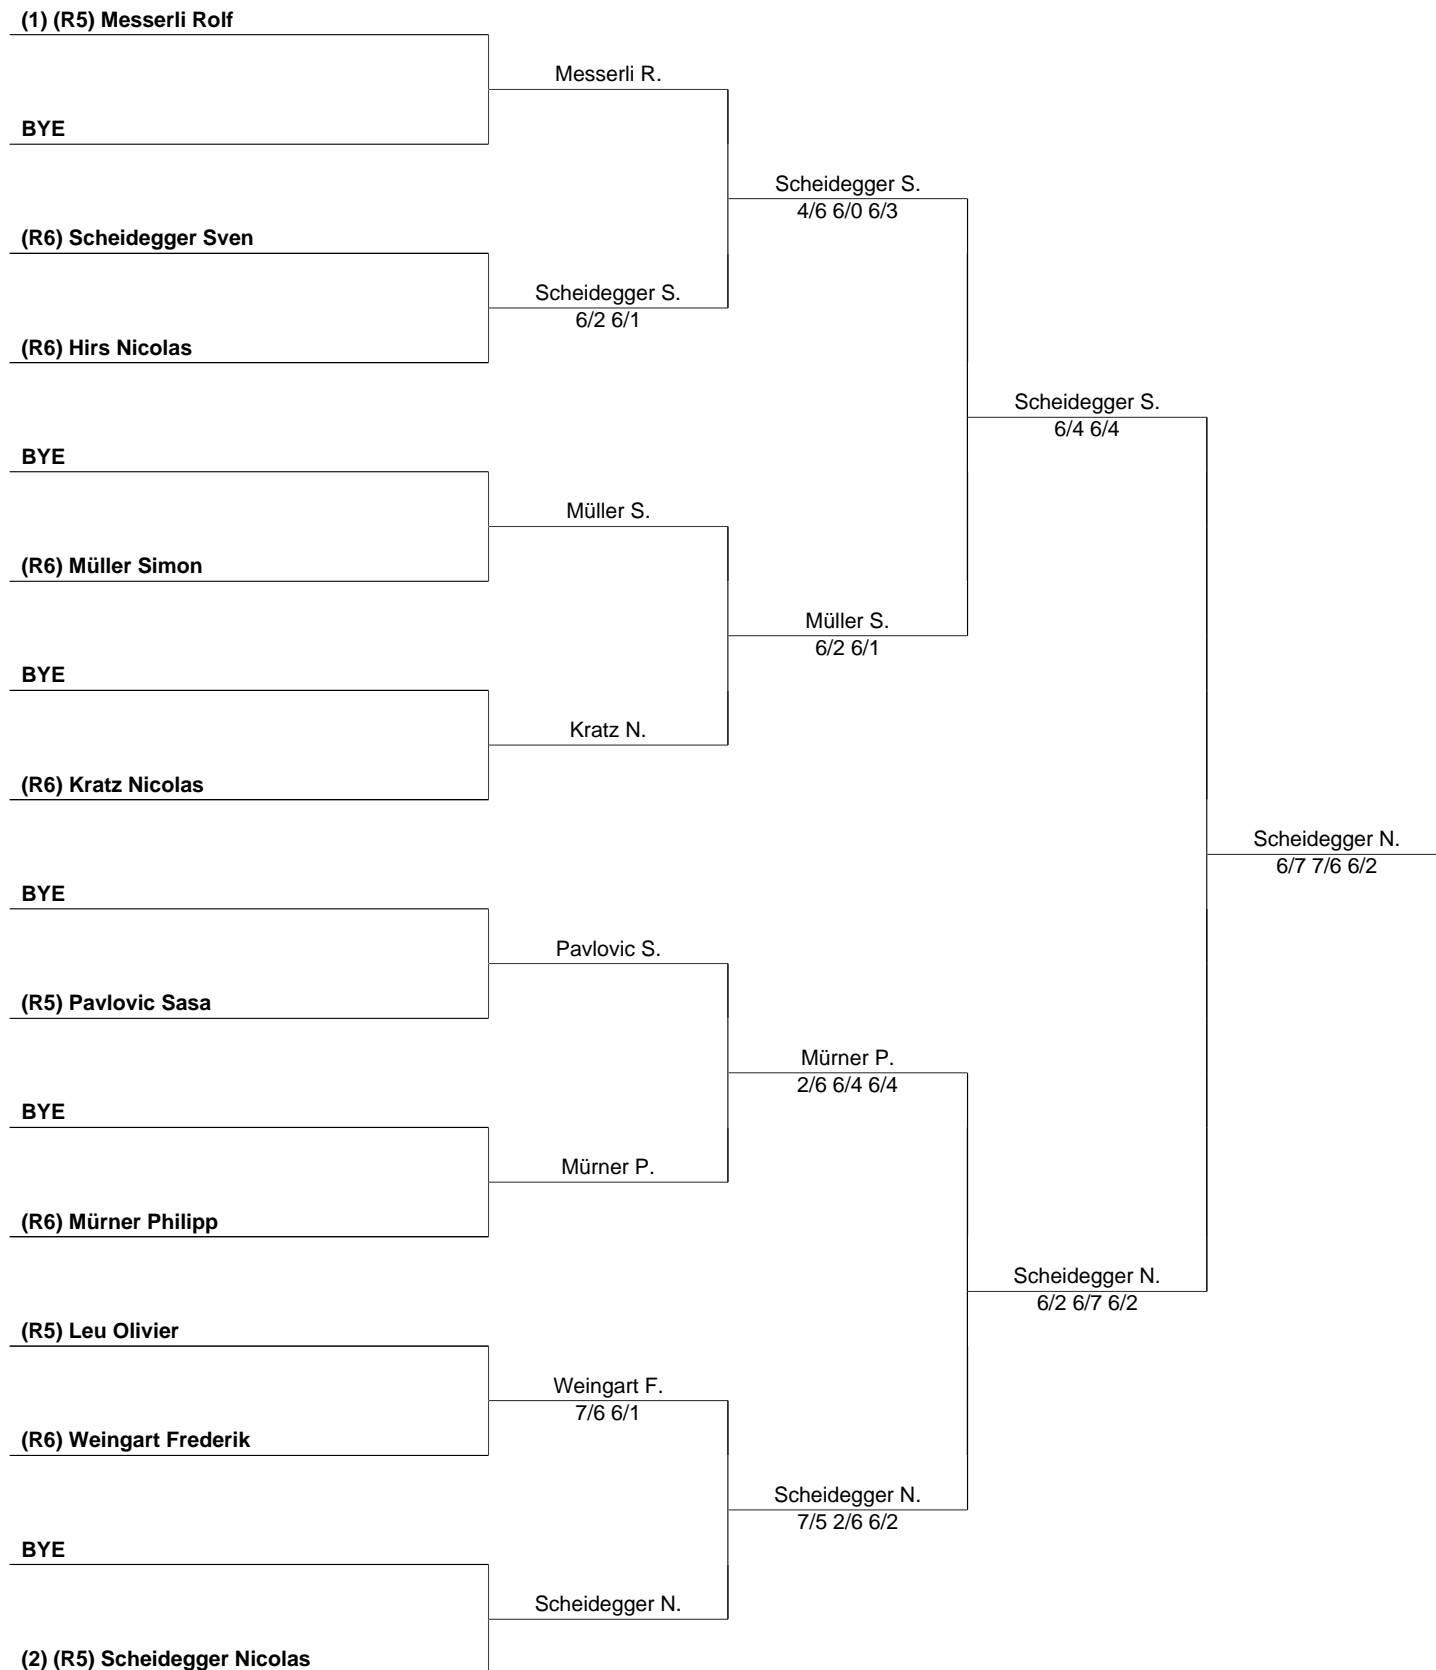 (1) (R5) Messerli Rolf
Messerli R.
BYE
Scheidegger S.
4/6 6/0 6/3
(R6) Scheidegger Sven
Scheidegger S.
6/2 6/1
(R6) Hirs Nicolas
Scheidegger S.
6/4 6/4
BYE
Müller S.
(R6) Müller Simon
Müller S.
6/2 6/1
BYE
Kratz N.
(R6) Kratz Nicolas
Scheidegger N.
6/7 7/6 6/2
BYE
Pavlovic S.
(R5) Pavlovic Sasa
Mürner P.
2/6 6/4 6/4
BYE
Mürner P.
(R6) Mürner Philipp
Scheidegger N.
6/2 6/7 6/2
(R5) Leu Olivier
Weingart F.
7/6 6/1
(R6) Weingart Frederik
Scheidegger N.
7/5 2/6 6/2
BYE
Scheidegger N.
(2) (R5) Scheidegger Nicolas